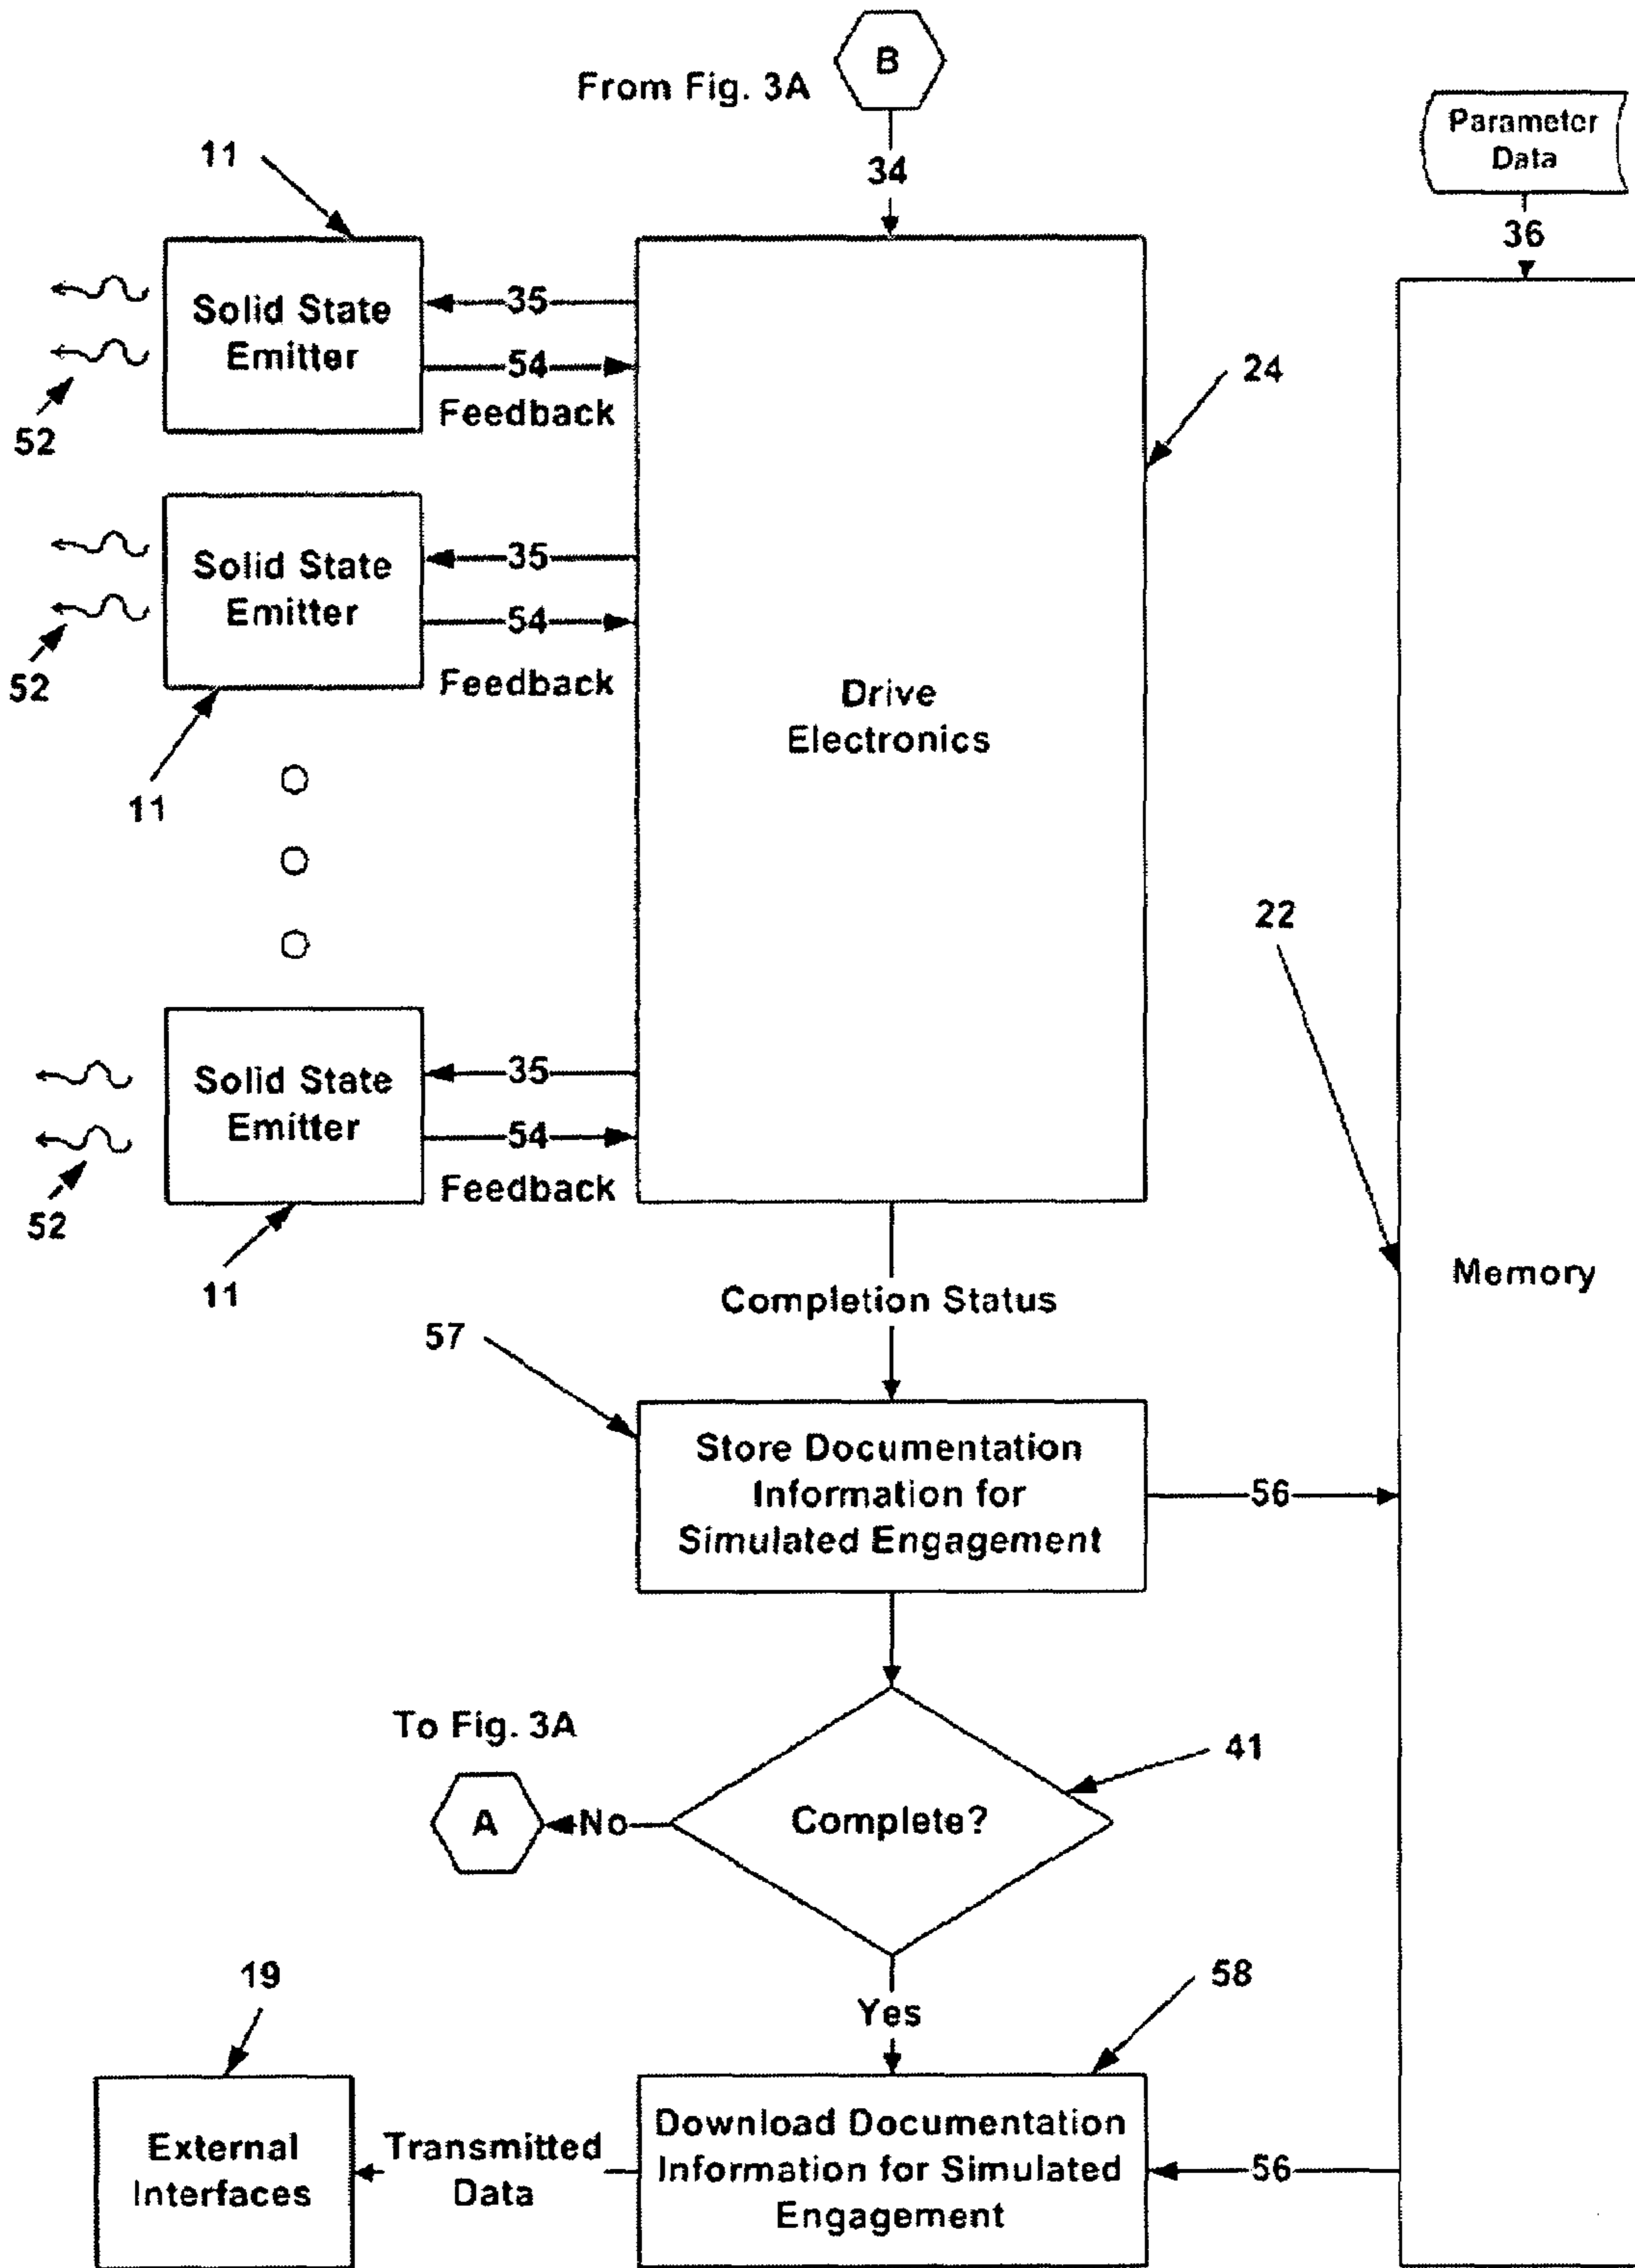 From Fig. 3A
B
34
Parameter
Data
36
11
Solid State
Emitter
35
54
Feedback
52
24
Solid State
Emitter
35
54
Feedback
52
11
Drive
Electronics
22
Solid State
Emitter
35
54
Feedback
52
11
Memory
Completion Status
57
Store Documentation
Information for
Simulated Engagement
56
To Fig. 3A
41
A
No
Complete?
Yes
19
58
External
Interfaces
Transmitted
Data
Download Documentation
Information for Simulated
Engagement
56